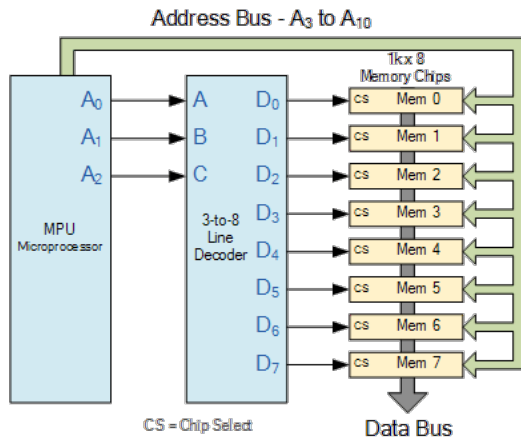 Address Bus - A₃ to A₁₀
1k x 8
Memory Chips
A₀
A
D₀
cs Mem 0
A₁
B
D₁
cs Mem 1
A₂
C
D₂
cs Mem 2
MPU
Microprocessor
3-to-8
Line
Decoder
D₃
cs Mem 3
D₄
cs Mem 4
D₅
cs Mem 5
D₆
cs Mem 6
D₇
cs Mem 7
CS = Chip Select
Data Bus